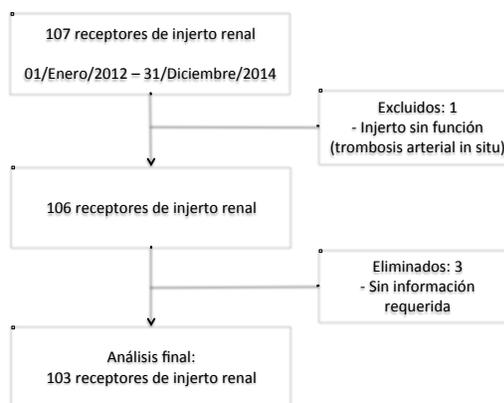 107 receptores de injerto renal
01/Enero/2012 – 31/Diciembre/2014
Excluidos: 1
- Injerto sin función
(trombosis arterial in situ)
106 receptores de injerto renal
Eliminados: 3
- Sin información
requerida
Análisis final:
103 receptores de injerto renal